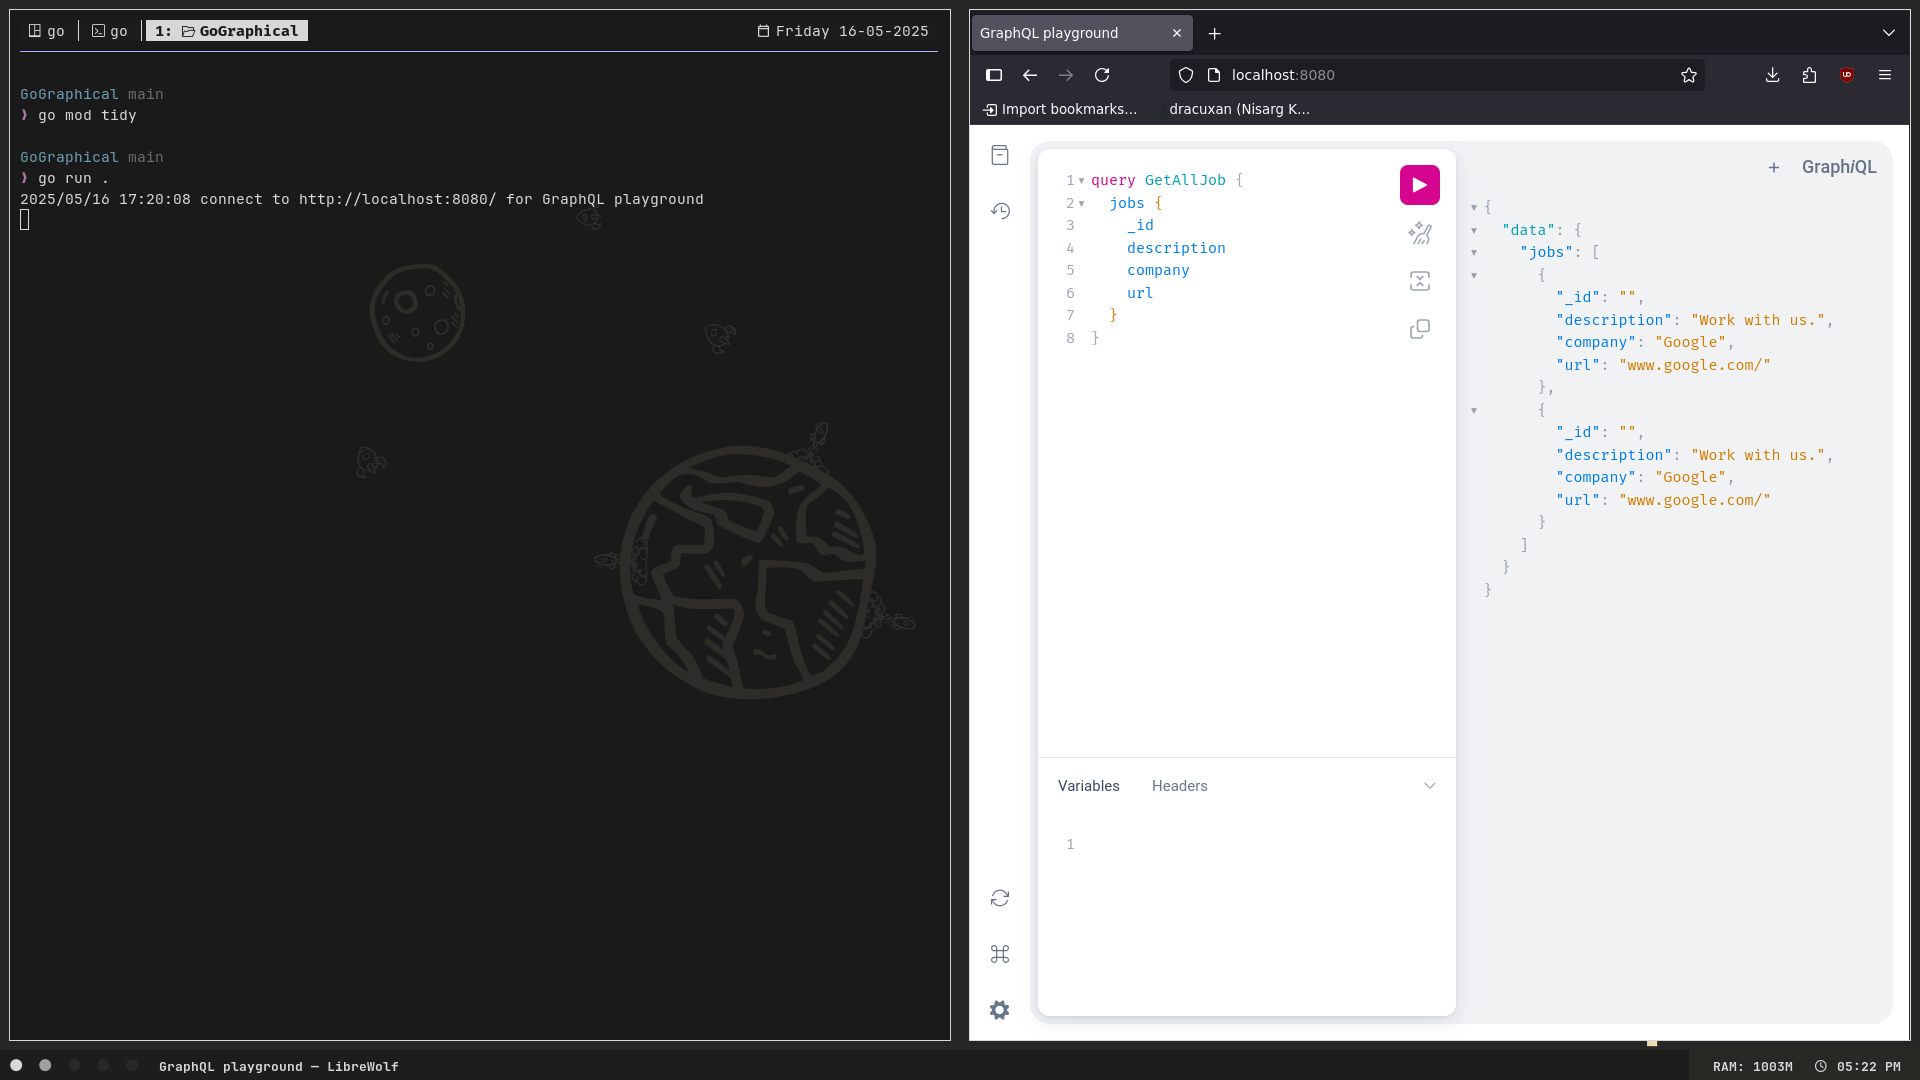 go go 1: GoGraphical Friday 16-05-2025
GoGraphical main
❱ go mod tidy
GoGraphical main
❱ go run .
2025/05/16 17:20:08 connect to http://localhost:8080/ for GraphQL playground
GraphQL playground
localhost:8080
Import bookmarks... dracuxan (Nisarg K...
1 query GetAllJob {
2 jobs {
3 _id
4 description
5 company
6 url
7 }
8 }
Variables Headers
1
+ GraphiQL
{
"data": {
"jobs": [
{
"_id": "",
"description": "Work with us.",
"company": "Google",
"url": "www.google.com/"
},
{
"_id": "",
"description": "Work with us.",
"company": "Google",
"url": "www.google.com/"
}
]
}
}
GraphQL playground — LibreWolf RAM: 1003M 05:22 PM